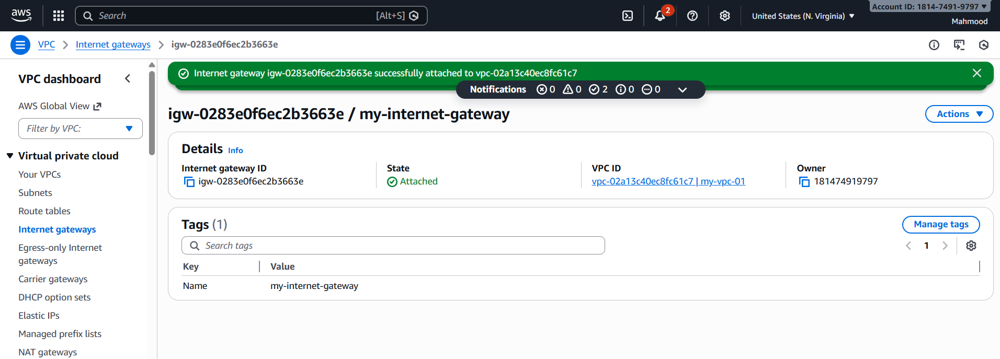 aws
Search [Alt+S]
2
United States (N. Virginia)
Account ID: 1814-7491-9797
Mahmood
VPC
Internet gateways
igw-0283e0f6ec2b3663e
VPC dashboard
AWS Global View
Filter by VPC:
Virtual private cloud
Your VPCs
Subnets
Route tables
Internet gateways
Egress-only Internet
gateways
Carrier gateways
DHCP option sets
Elastic IPs
Managed prefix lists
NAT gateways
Internet gateway igw-0283e0f6ec2b3663e successfully attached to vpc-02a13c40ec8fc61c7
Notifications 0 0 2 0 0
igw-0283e0f6ec2b3663e / my-internet-gateway
Actions
Details Info
Internet gateway ID
igw-0283e0f6ec2b3663e
State
Attached
VPC ID
vpc-02a13c40ec8fc61c7 | my-vpc-01
Owner
181474919797
Tags (1)
Manage tags
Search tags
1
Key Value
Name my-internet-gateway